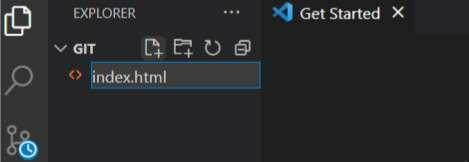 EXPLORER
Get Started
GIT
index.html